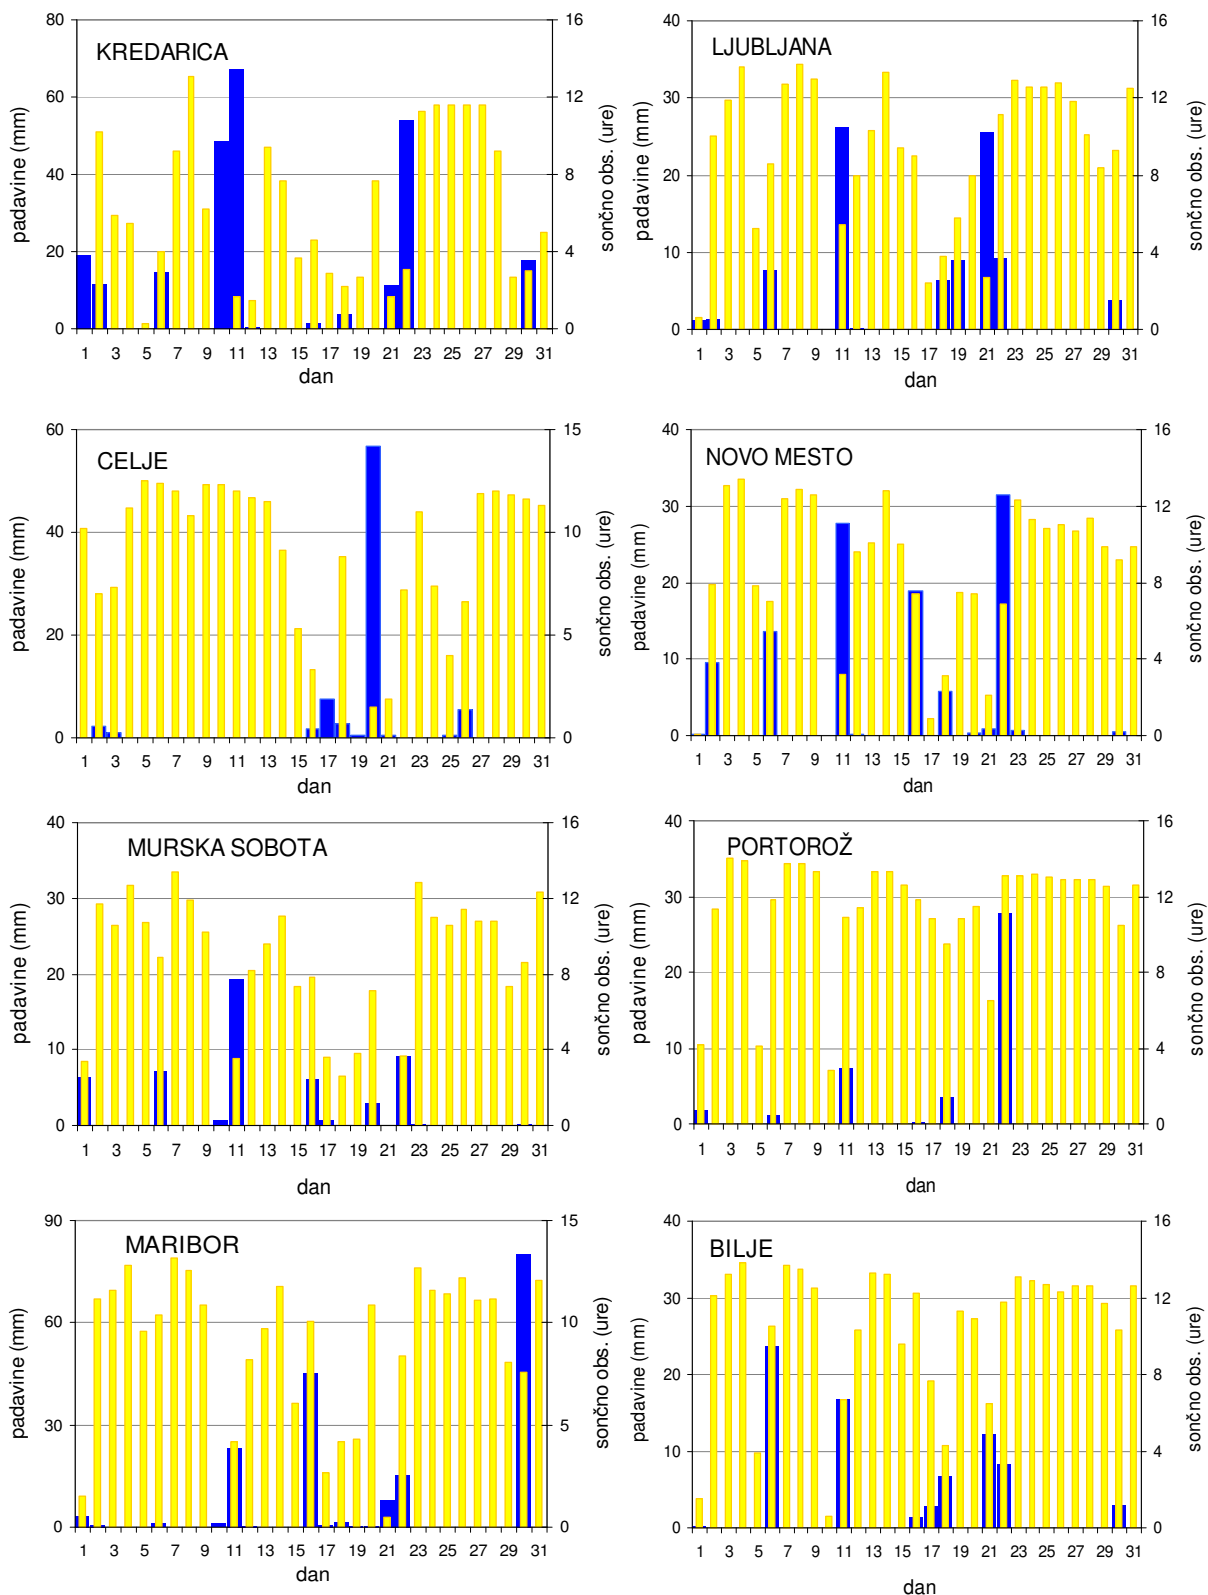 KREDARICA
padavine (mm)
80
60
40
20
0
16
12
8
4
0
sončno obs. (ure)
1 3 5 7 9 11 13 15 17 19 21 23 25 27 29 31
dan
LJUBLJANA
padavine (mm)
40
30
20
10
0
16
12
8
4
0
sončno obs. (ure)
1 3 5 7 9 11 13 15 17 19 21 23 25 27 29 31
dan
CELJE
padavine (mm)
60
40
20
0
15
10
5
0
sončno obs. (ure)
1 3 5 7 9 11 13 15 17 19 21 23 25 27 29 31
dan
NOVO MESTO
padavine (mm)
40
30
20
10
0
16
12
8
4
0
sončno obs. (ure)
1 3 5 7 9 11 13 15 17 19 21 23 25 27 29 31
dan
MURSKA SOBOTA
padavine (mm)
40
30
20
10
0
16
12
8
4
0
sončno obs. (ure)
1 3 5 7 9 11 13 15 17 19 21 23 25 27 29 31
dan
PORTOROŽ
padavine (mm)
40
30
20
10
0
16
12
8
4
0
sončno obs. (ure)
1 3 5 7 9 11 13 15 17 19 21 23 25 27 29 31
dan
MARIBOR
padavine (mm)
90
60
30
0
15
10
5
0
sončno obs. (ure)
1 3 5 7 9 11 13 15 17 19 21 23 25 27 29 31
dan
BILJE
padavine (mm)
40
30
20
10
0
16
12
8
4
0
sončno obs. (ure)
1 3 5 7 9 11 13 15 17 19 21 23 25 27 29 31
dan